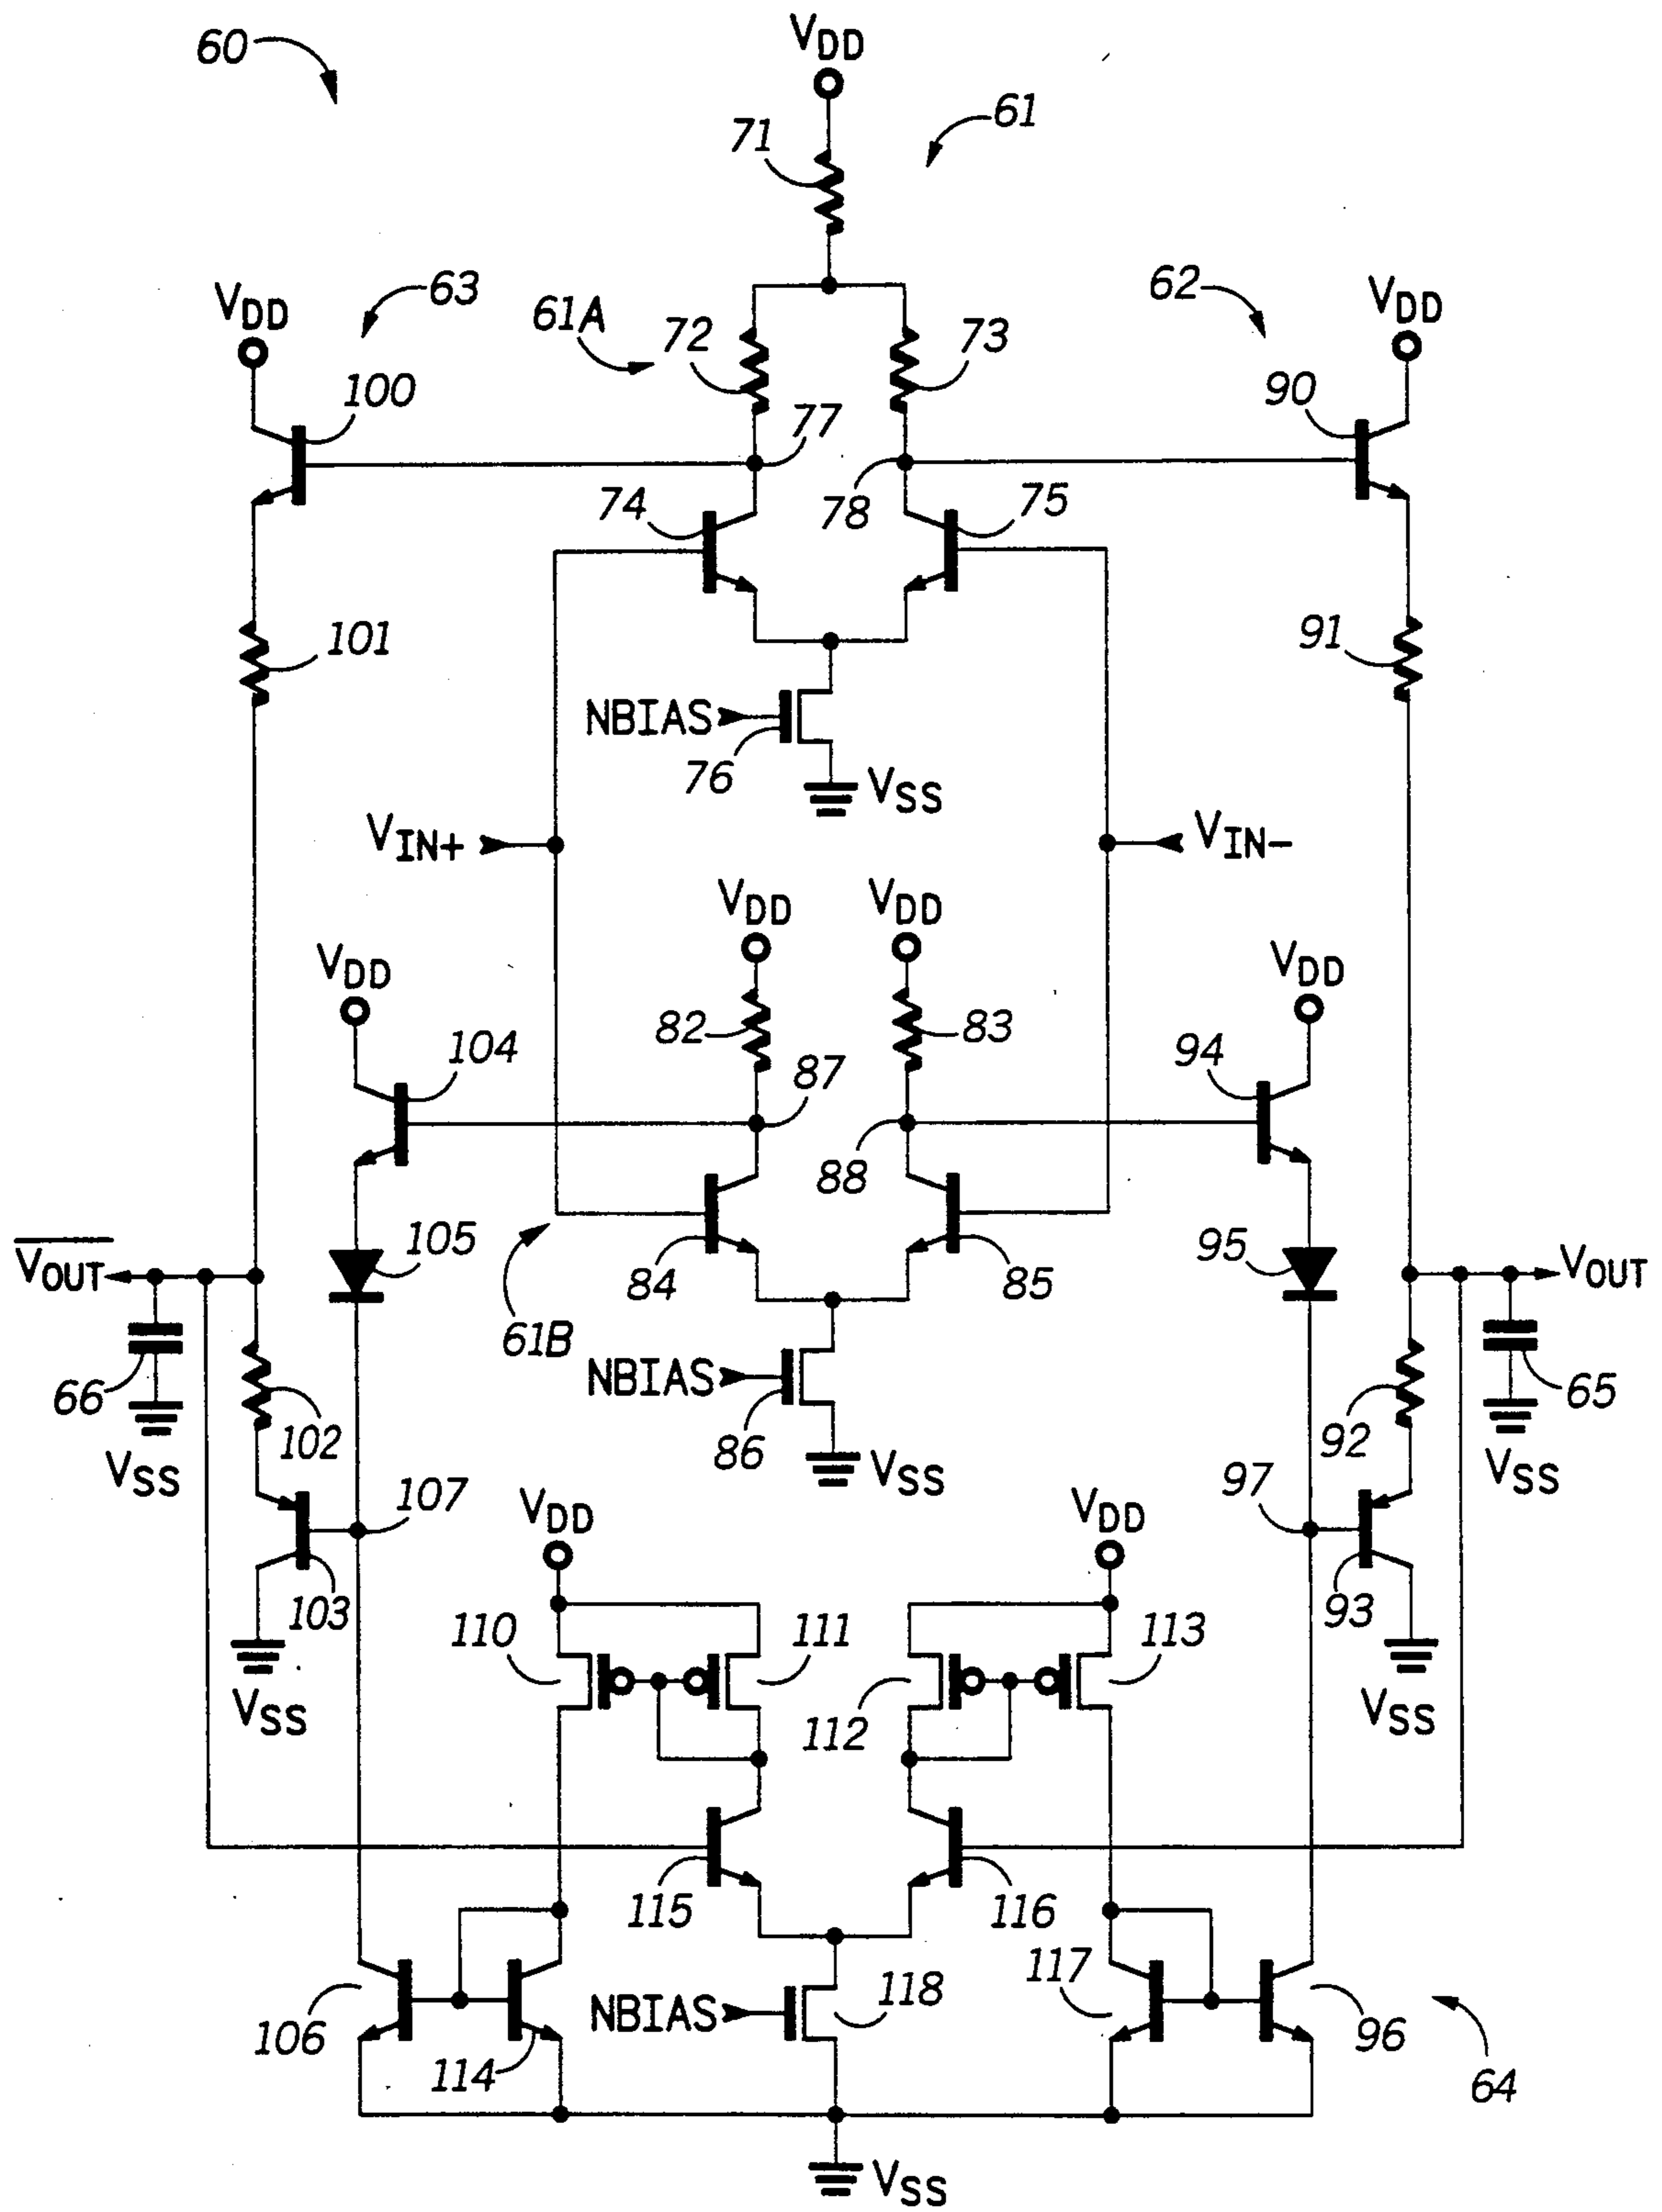 60
VDD
71
61
VDD
63
61A
72
73
62
VDD
100
77
90
74
78
75
101
91
NBIAS
76
VSS
VIN+
VIN-
VDD
VDD
VDD
82
83
VDD
104
87
94
88
VOUT
105
84
85
95
VOUT
61B
66
NBIAS
65
102
86
92
VSS
VSS
VSS
107
VDD
VDD
97
103
110
111
113
93
VSS
112
VSS
115
116
106
114
NBIAS
118
117
96
64
VSS